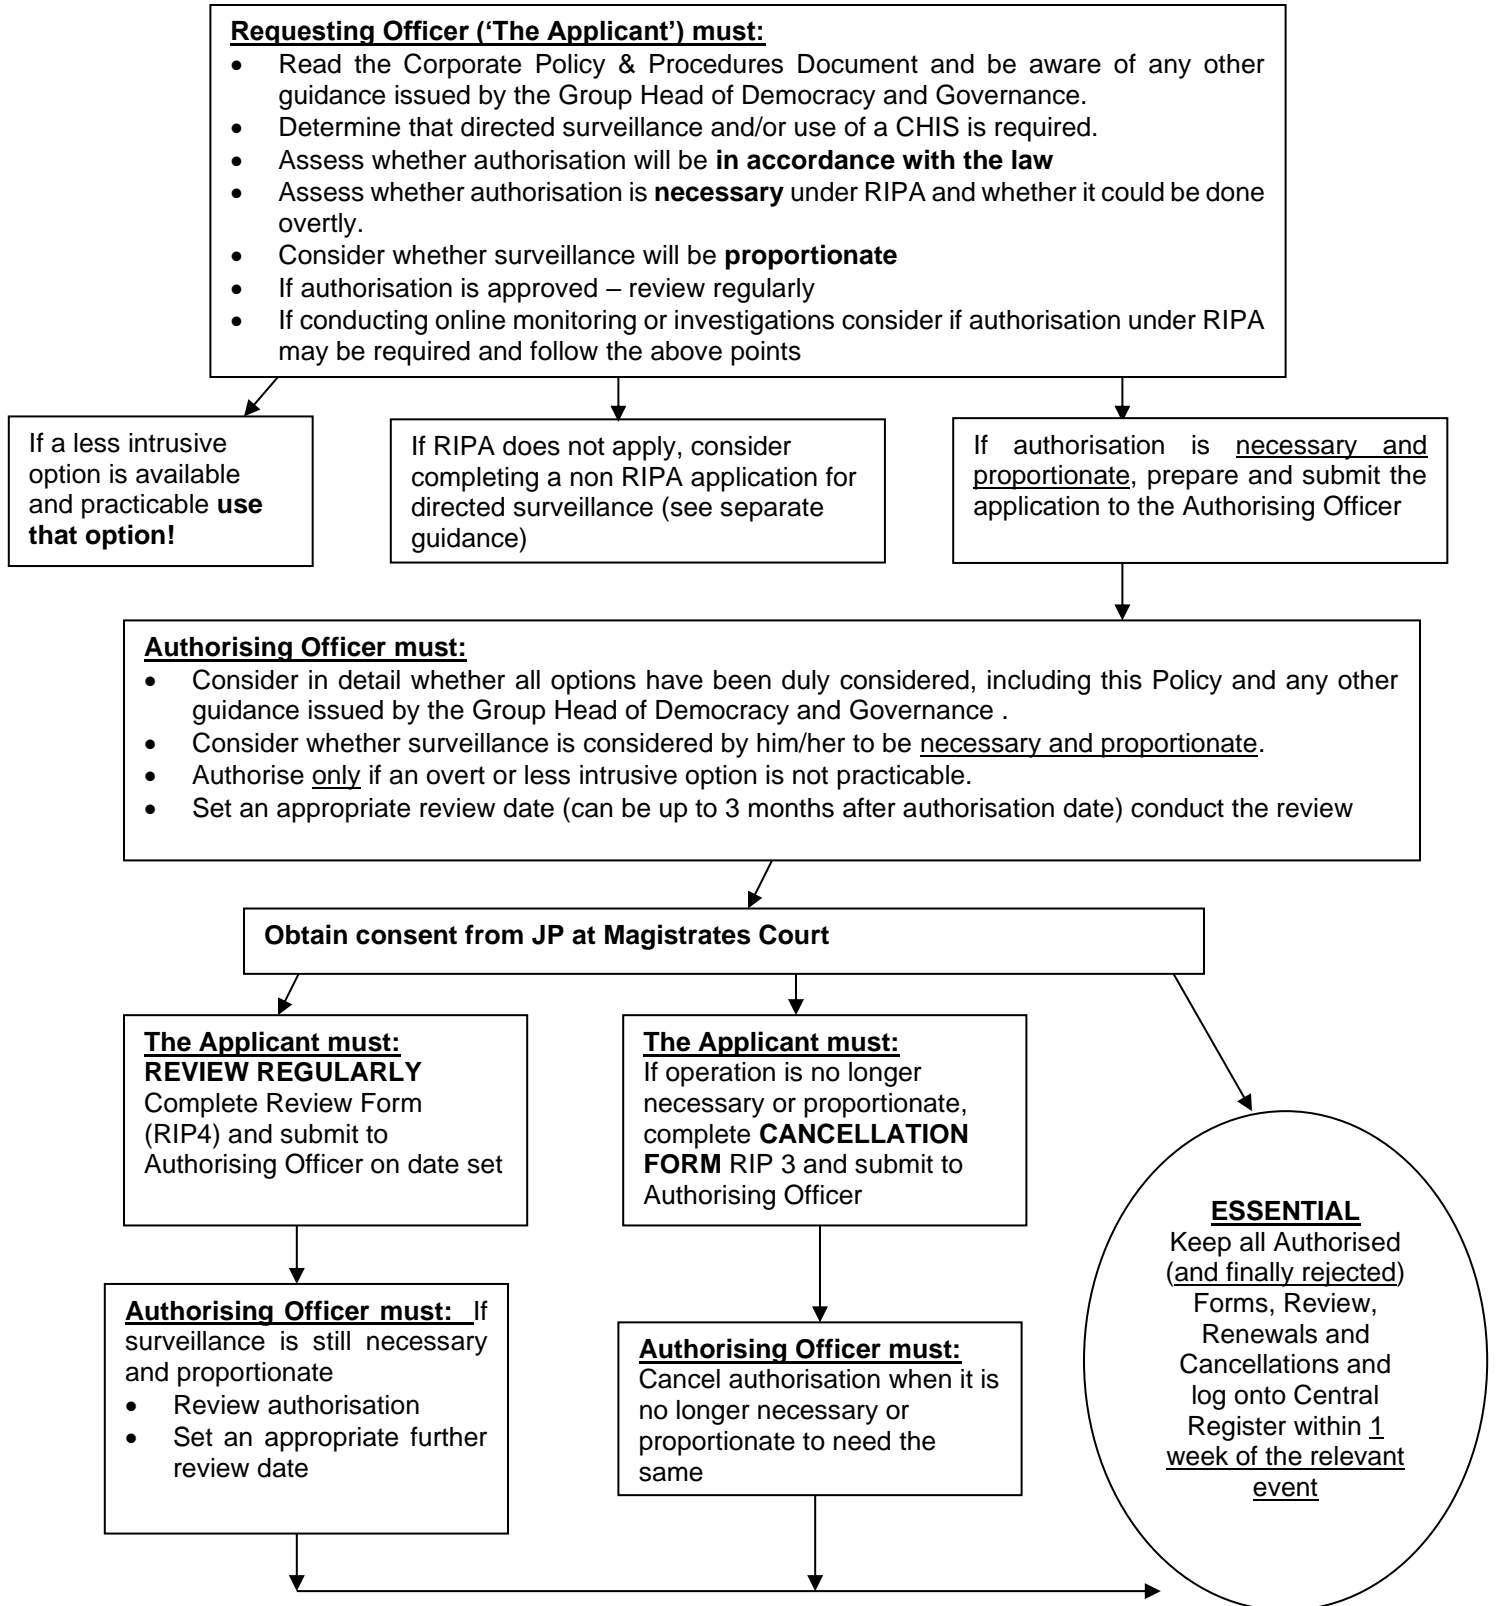 Requesting Officer (‘The Applicant’) must:
• Read the Corporate Policy & Procedures Document and be aware of any other
guidance issued by the Group Head of Democracy and Governance.
• Determine that directed surveillance and/or use of a CHIS is required.
• Assess whether authorisation will be in accordance with the law
• Assess whether authorisation is necessary under RIPA and whether it could be done
overtly.
• Consider whether surveillance will be proportionate
• If authorisation is approved – review regularly
• If conducting online monitoring or investigations consider if authorisation under RIPA
may be required and follow the above points
If a less intrusive
option is available
and practicable use
that option!
If RIPA does not apply, consider
completing a non RIPA application for
directed surveillance (see separate
guidance)
If authorisation is necessary and
proportionate, prepare and submit the
application to the Authorising Officer
Authorising Officer must:
• Consider in detail whether all options have been duly considered, including this Policy and any other
guidance issued by the Group Head of Democracy and Governance .
• Consider whether surveillance is considered by him/her to be necessary and proportionate.
• Authorise only if an overt or less intrusive option is not practicable.
• Set an appropriate review date (can be up to 3 months after authorisation date) conduct the review
Obtain consent from JP at Magistrates Court
The Applicant must:
REVIEW REGULARLY
Complete Review Form
(RIP4) and submit to
Authorising Officer on date set
The Applicant must:
If operation is no longer
necessary or proportionate,
complete CANCELLATION
FORM RIP 3 and submit to
Authorising Officer
Authorising Officer must: If
surveillance is still necessary
and proportionate
• Review authorisation
• Set an appropriate further
review date
Authorising Officer must:
Cancel authorisation when it is
no longer necessary or
proportionate to need the
same
ESSENTIAL
Keep all Authorised
(and finally rejected)
Forms, Review,
Renewals and
Cancellations and
log onto Central
Register within 1
week of the relevant
event